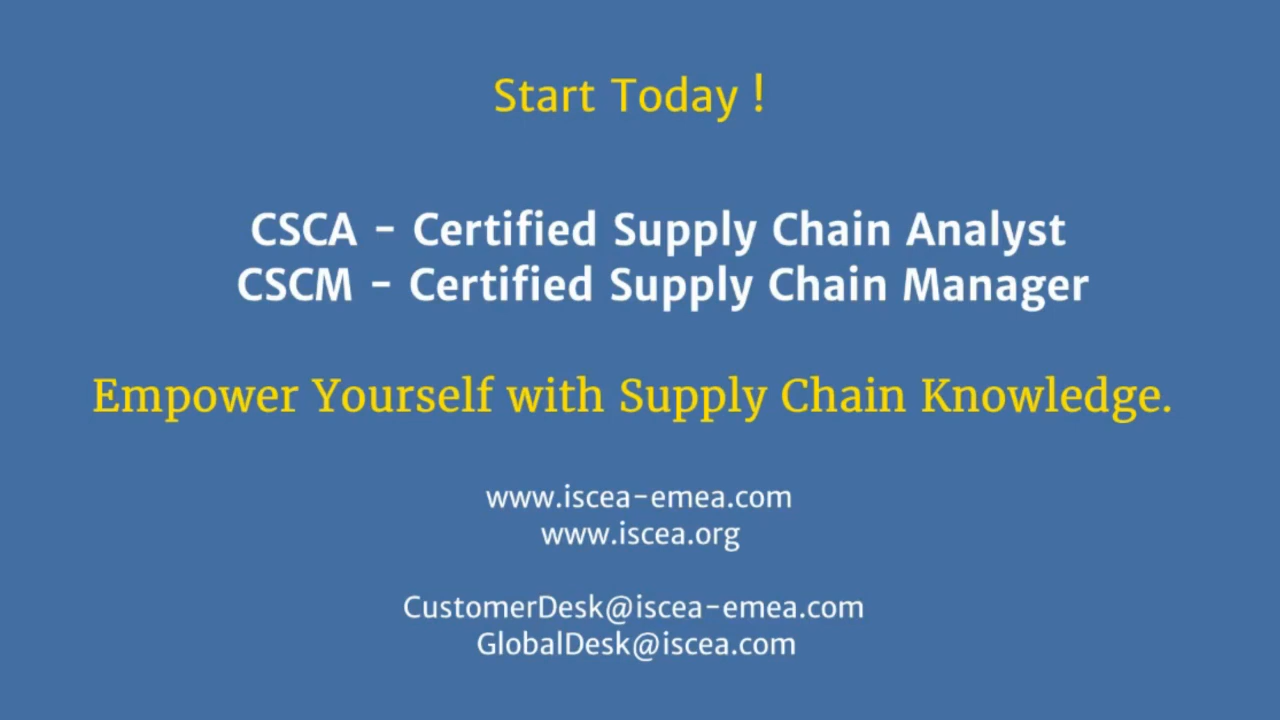 Start Today !
CSCA - Certified Supply Chain Analyst
CSCM - Certified Supply Chain Manager
Empower Yourself with Supply Chain Knowledge.
www.iscea-emea.com
www.iscea.org
CustomerDesk@iscea-emea.com
GlobalDesk@iscea.com